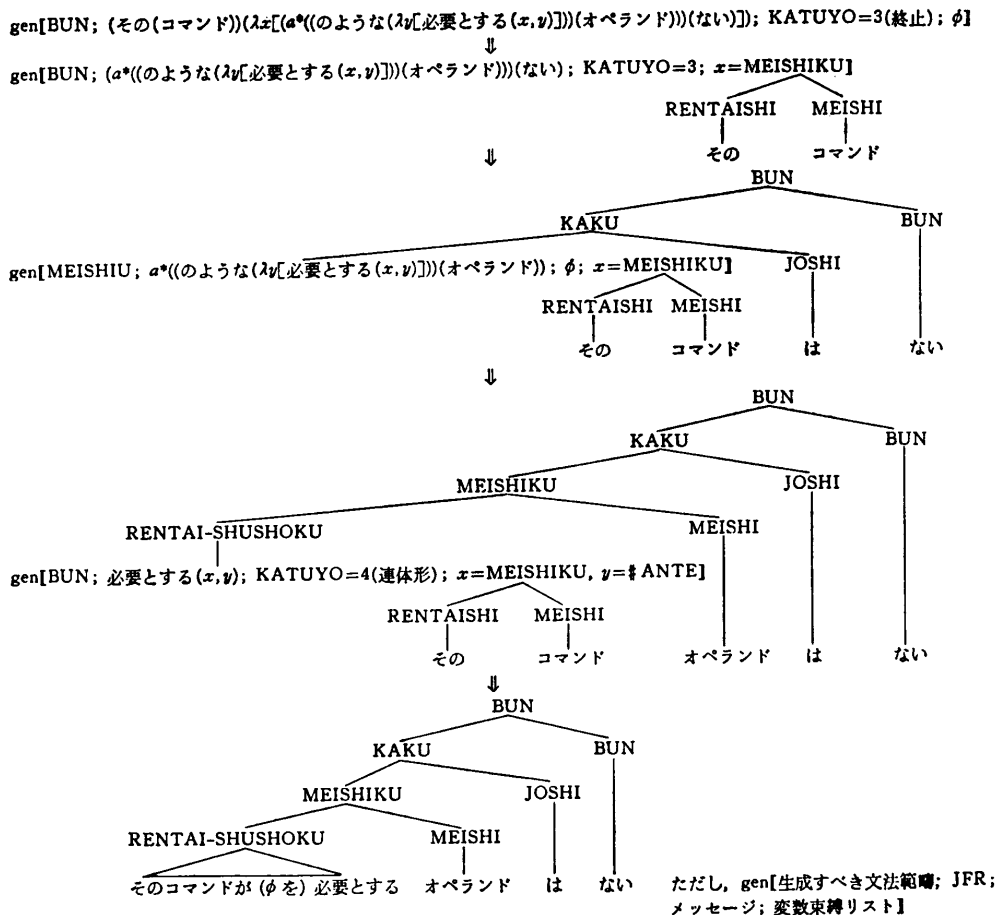 gen[BUN; (その(コマンド))(λx[(a*((のような(λy[必要とする(x,y)]))(オペランド)))(ない)]); KATUYO=3(終止); φ]
⇓
gen[BUN; (a*((のような(λy[必要とする(x,y)]))(オペランド)))(ない); KATUYO=3; x=MEISHIKU]
RENTAISHI MEISHI
その コマンド
⇓
BUN
KAKU BUN
gen[MEISHIU; a*((のような(λy[必要とする(x,y)]))(オペランド)); φ; x=MEISHIKU] JOSHI
RENTAISHI MEISHI
その コマンド は ない
⇓
BUN
KAKU BUN
MEISHIKU JOSHI
RENTAI-SHUSHOKU MEISHI
gen[BUN; 必要とする(x,y); KATUYO=4(連体形); x=MEISHIKU, y=#ANTE]
RENTAISHI MEISHI
その コマンド オペランド は ない
⇓
BUN
KAKU BUN
MEISHIKU JOSHI
RENTAI-SHUSHOKU MEISHI
そのコマンドが(φを)必要とする オペランド は ない
ただし, gen[生成すべき文法範疇; JFR;
メッセージ; 変数束縛リスト]